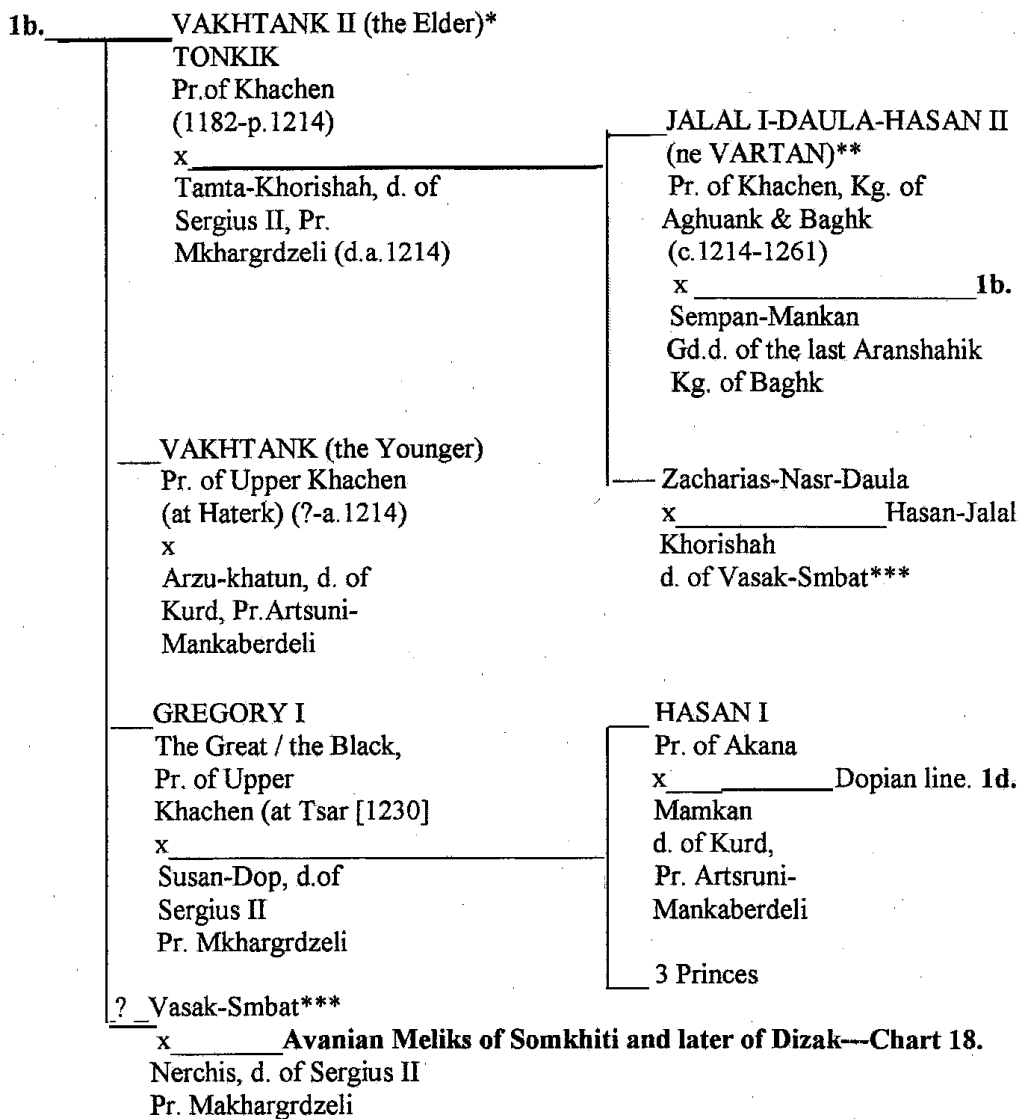 1b. VAKHTANK II (the Elder)*
TONKIK
Pr.of Khachen
(1182-p.1214)
x
Tamta-Khorishah, d. of
Sergius II, Pr.
Mkhargrdzeli (d.a.1214)
JALAL I-DAULA-HASAN II
(ne VARTAN)**
Pr. of Khachen, Kg. of
Aghuank & Baghk
(c.1214-1261)
x 1b.
Sempan-Mankan
Gd.d. of the last Aranshahik
Kg. of Baghk
Zacharias-Nasr-Daula
x Hasan-Jalal
Khorishah
d. of Vasak-Smbat***
VAKHTANK (the Younger)
Pr. of Upper Khachen
(at Haterk) (?-a.1214)
x
Arzu-khatun, d. of
Kurd, Pr.Artsuni-
Mankaberdeli
GREGORY I
The Great / the Black,
Pr. of Upper
Khachen (at Tsar [1230]
x
Susan-Dop, d.of
Sergius II
Pr. Mkhargrdzeli
HASAN I
Pr. of Akana
x Dopian line. 1d.
Mamkan
d. of Kurd,
Pr. Artsruni-
Mankaberdeli
3 Princes
? Vasak-Smbat***
x Avanian Meliks of Somkhiti and later of Dizak—Chart 18.
Nerchis, d. of Sergius II
Pr. Makhargrdzeli